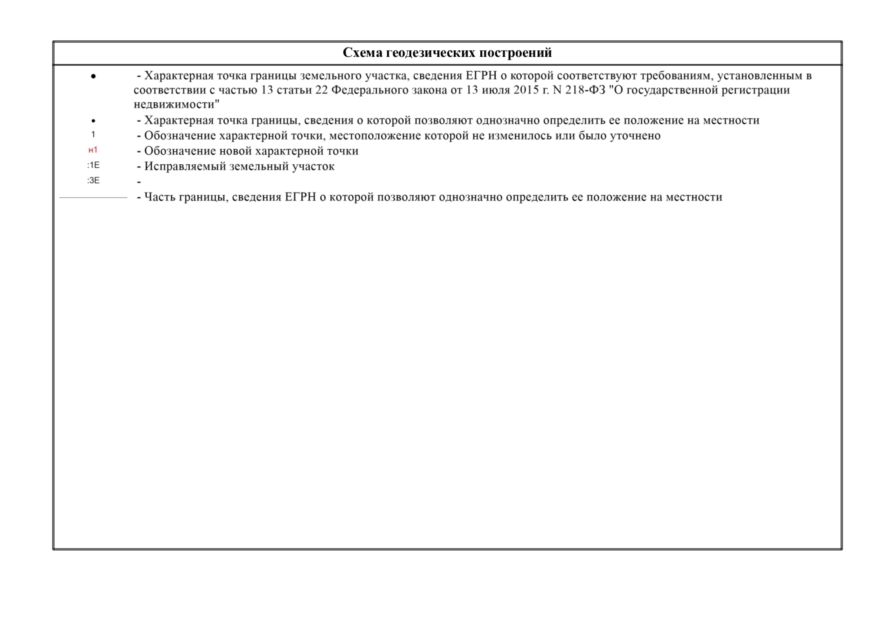 Схема геодезических построений
• - Характерная точка границы земельного участка, сведения ЕГРН о которой соответствуют требованиям, установленным в
соответствии с частью 13 статьи 22 Федерального закона от 13 июля 2015 г. N 218-ФЗ "О государственной регистрации
недвижимости"
• - Характерная точка границы, сведения о которой позволяют однозначно определить ее положение на местности
1 - Обозначение характерной точки, местоположение которой не изменилось или было уточнено
н1 - Обозначение новой характерной точки
:1Е - Исправляемый земельный участок
:3Е -
- Часть границы, сведения ЕГРН о которой позволяют однозначно определить ее положение на местности